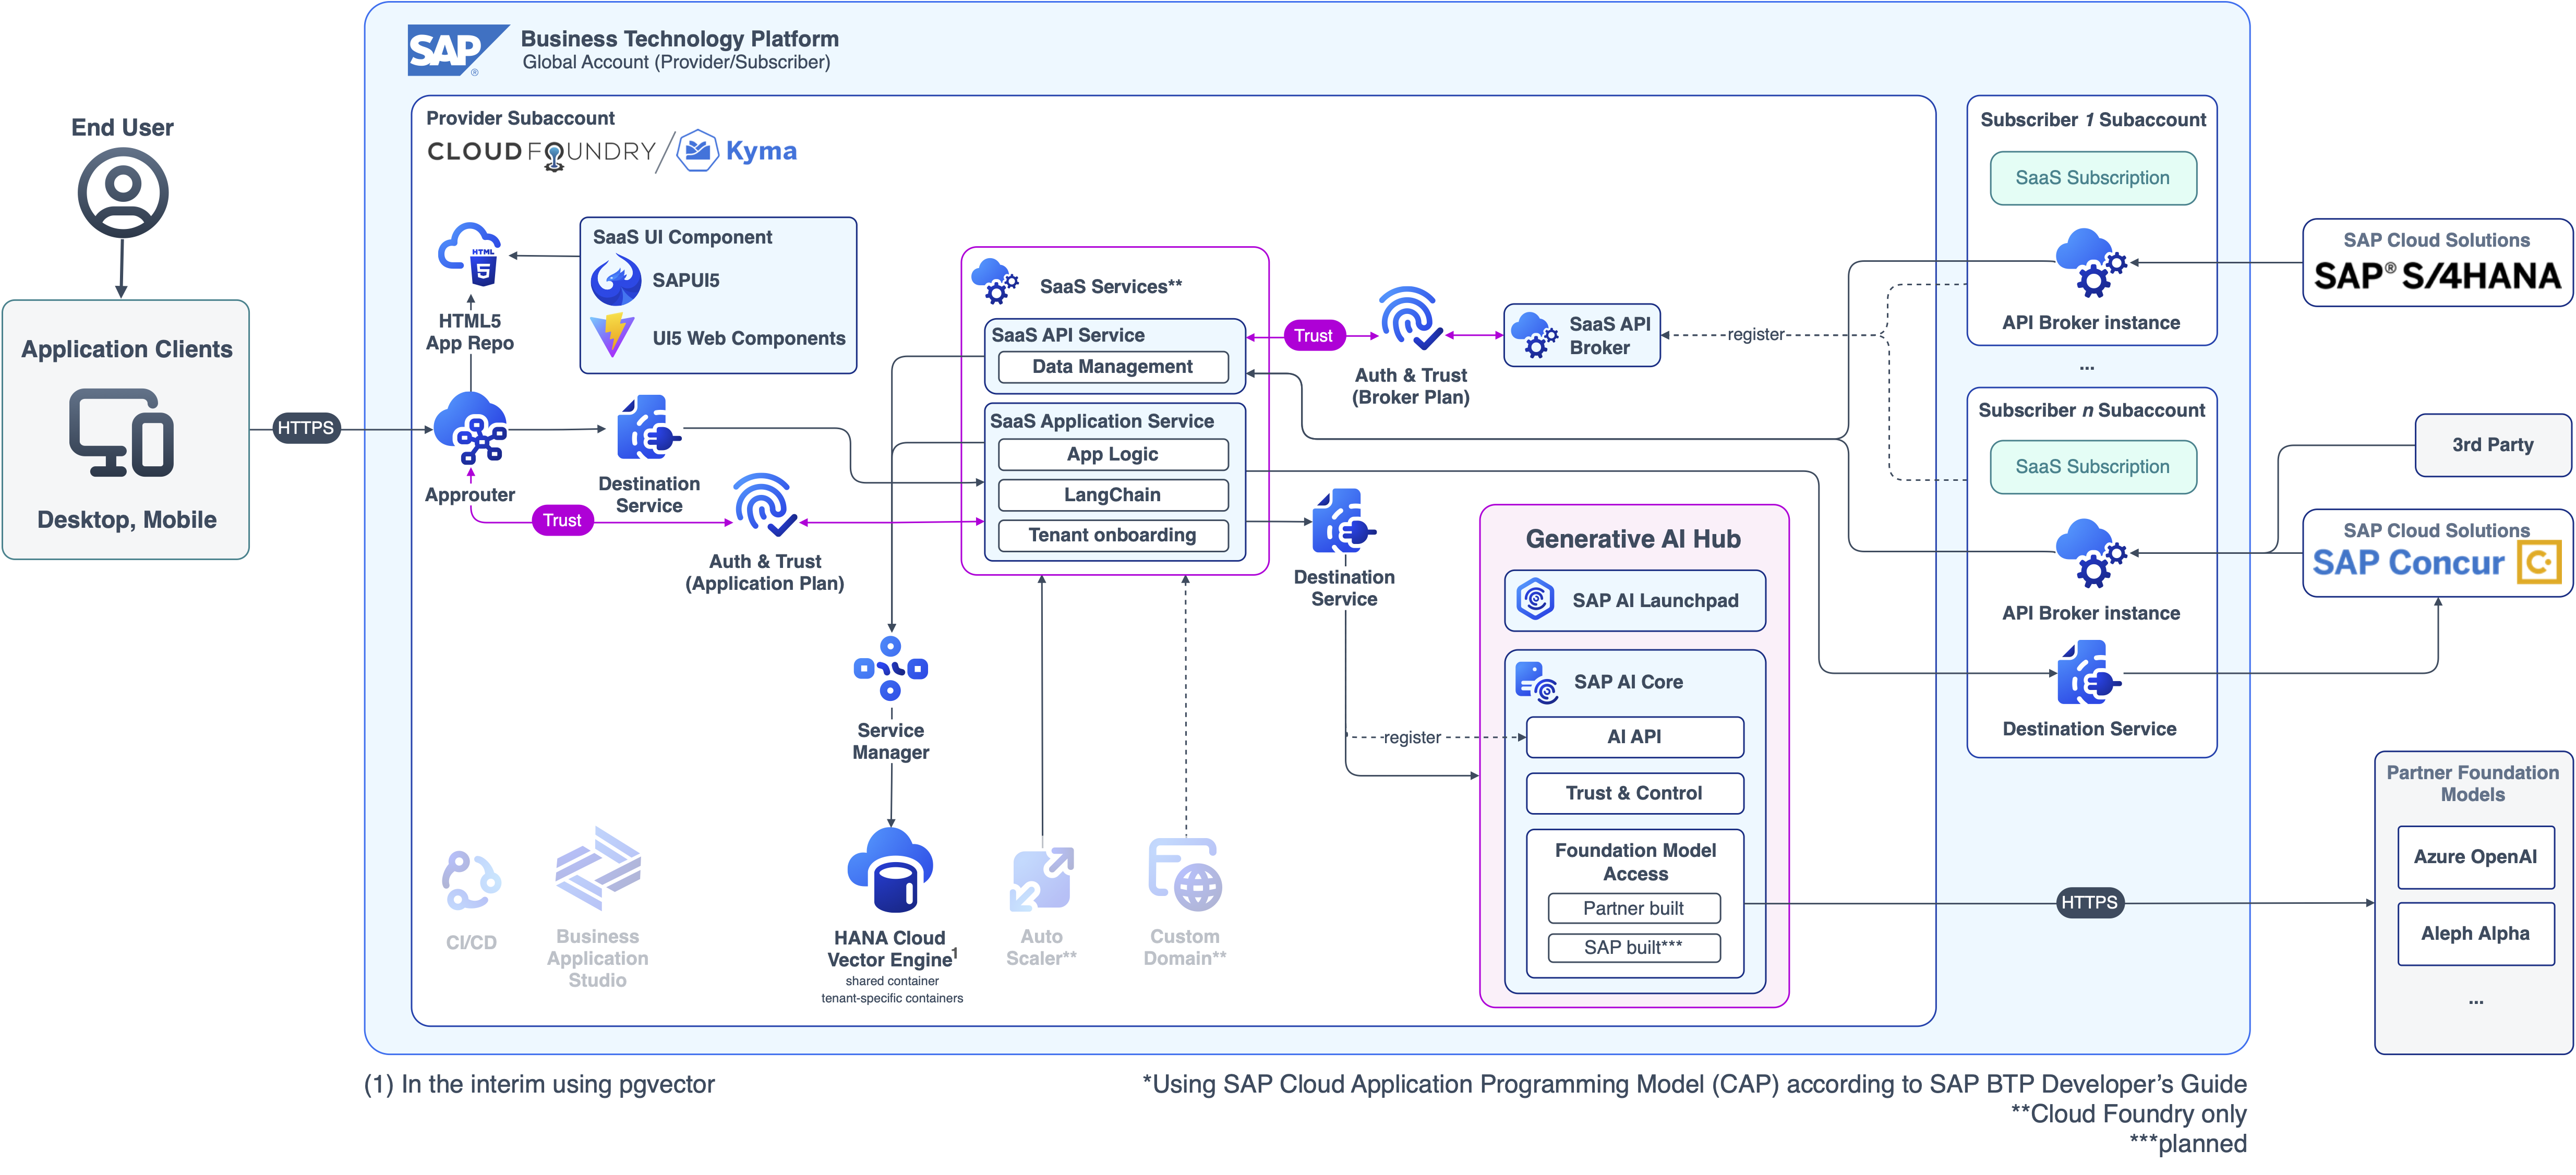 SAP®
Business Technology Platform
Global Account (Provider/Subscriber)
End User
Application Clients
Desktop, Mobile
HTTPS
Provider Subaccount
CLOUD FOUNDRY / Kyma
HTML
5
HTML5
App Repo
SaaS UI Component
SAPUI5
UI5 Web Components
Approuter
Trust
Destination
Service
Auth & Trust
(Application Plan)
SaaS Services**
SaaS API Service
Data Management
SaaS Application Service
App Logic
LangChain
Tenant onboarding
Trust
Auth & Trust
(Broker Plan)
SaaS API
Broker
register
Destination
Service
register
Service
Manager
HANA Cloud
Vector Engine1
shared container
tenant-specific containers
CI/CD
Business
Application
Studio
Auto
Scaler**
Custom
Domain**
Generative AI Hub
SAP AI Launchpad
SAP AI Core
AI API
Trust & Control
Foundation Model
Access
Partner built
SAP built***
HTTPS
Subscriber 1 Subaccount
SaaS Subscription
API Broker instance
...
Subscriber n Subaccount
SaaS Subscription
API Broker instance
Destination Service
SAP Cloud Solutions
SAP® S/4HANA
3rd Party
SAP Cloud Solutions
SAP Concur C
Partner Foundation
Models
Azure OpenAI
Aleph Alpha
...
(1) In the interim using pgvector
*Using SAP Cloud Application Programming Model (CAP) according to SAP BTP Developer’s Guide
**Cloud Foundry only
***planned